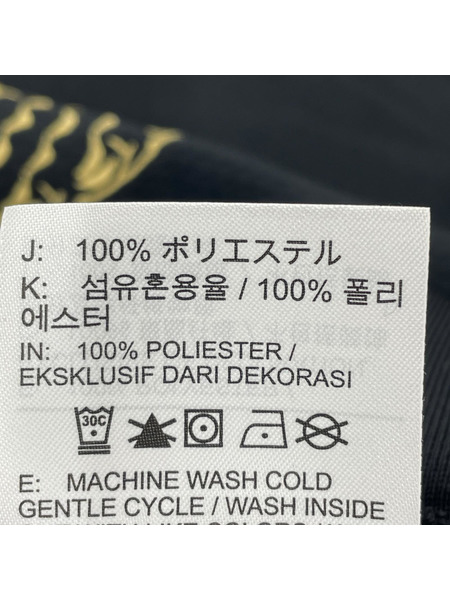 J: 100% ポリエステル
K: 섬유혼용율 / 100% 폴리
에스터
IN: 100% POLIESTER /
EKSKLUSIF DARI DEKORASI
30C
E: MACHINE WASH COLD
GENTLE CYCLE / WASH INSIDE